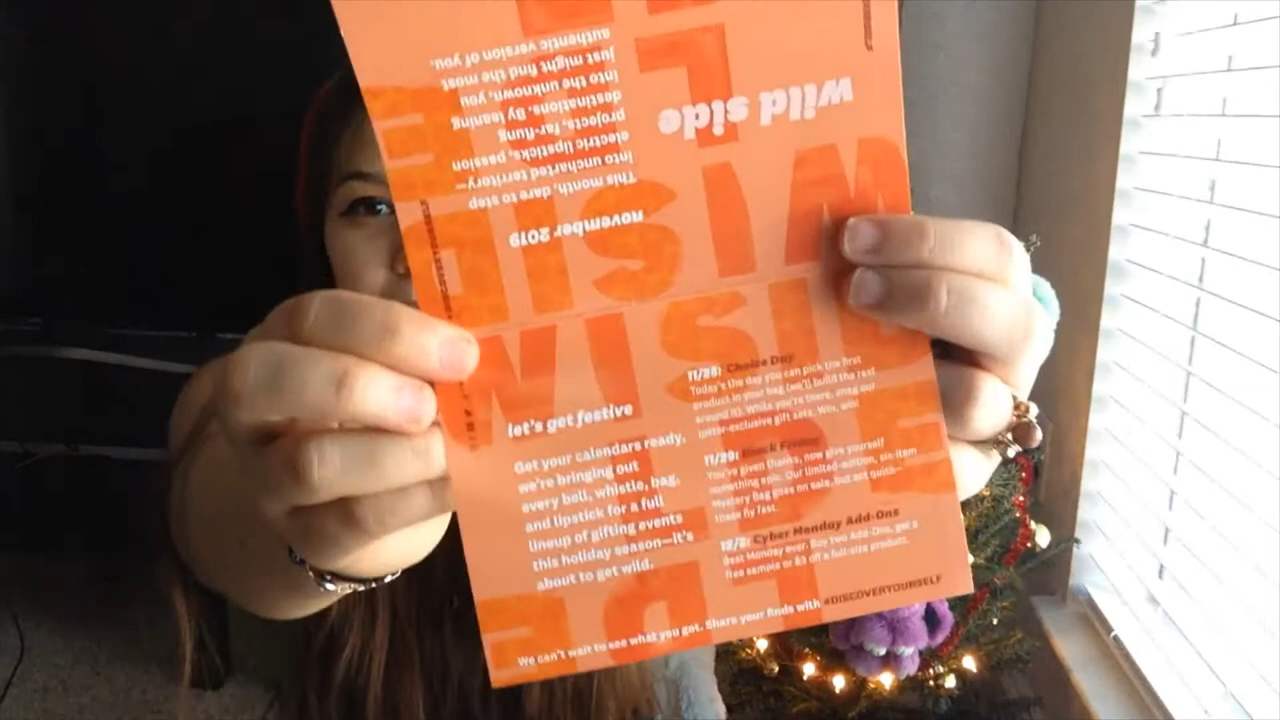 wild side
november 2019
This month, dare to step
into uncharted territory—
electric lipsticks, passion
projects, far-flung
destinations. By leaning
into the unknown, you
just might find the most
authentic version of you.
WILD
SIDE
WILD
SIDE
let's get festive
Get your calendars ready,
we're bringing out
every bell, whistle, bag,
and lipstick for a full
lineup of gifting events
this holiday season—it's
about to get wild.
11/26: Choice Day
Today's the day you can pick the first
product in your bag (we'll build the rest
around it). While you're there, snag our
Ipster-exclusive gift sets. Win, win!
11/29: Black Friday
You've given thanks, now give yourself
something epic. Our limited-edition, six-item
Mystery Bag goes on sale, but act quick—
these fly fast.
12/2: Cyber Monday Add-Ons
Best Monday ever. Buy two Add-Ons, get a
free sample or $3 off a full-size product.
We can't wait to see what you got. Share your finds with #DISCOVERYOURSELF
#DISCOVERYOURSELF